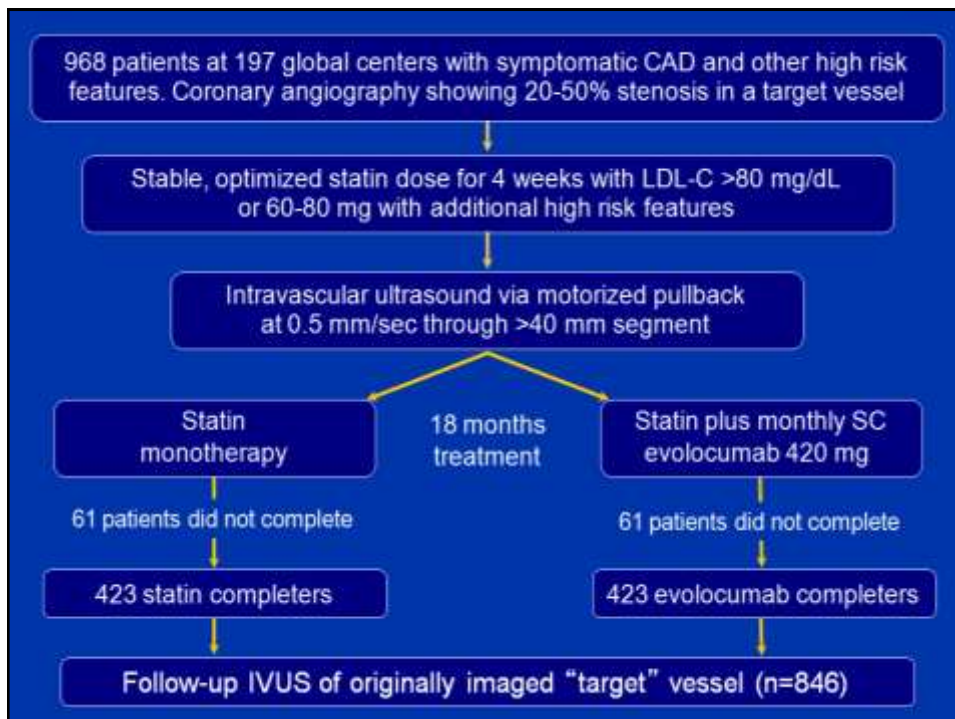 968 patients at 197 global centers with symptomatic CAD and other high risk
features. Coronary angiography showing 20-50% stenosis in a target vessel
Stable, optimized statin dose for 4 weeks with LDL-C >80 mg/dL
or 60-80 mg with additional high risk features
Intravascular ultrasound via motorized pullback
at 0.5 mm/sec through >40 mm segment
Statin
monotherapy
18 months
treatment
Statin plus monthly SC
evolocumab 420 mg
61 patients did not complete
61 patients did not complete
423 statin completers
423 evolocumab completers
Follow-up IVUS of originally imaged “target” vessel (n=846)